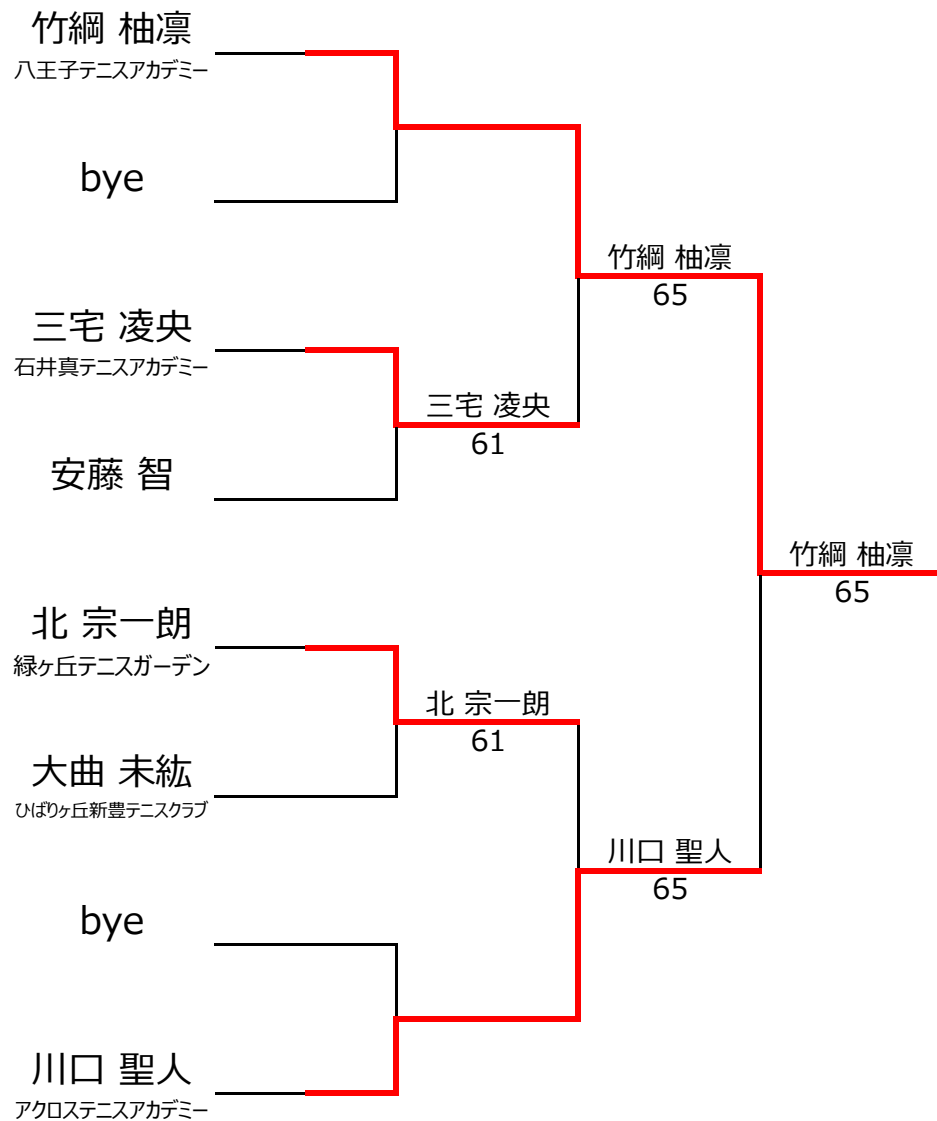 竹綱 柚凛
八王子テニスアカデミー
bye
竹綱 柚凛
65
三宅 凌央
石井真テニスアカデミー
三宅 凌央
61
安藤 智
竹綱 柚凛
65
北 宗一朗
緑ヶ丘テニスガーデン
北 宗一朗
61
大曲 未紘
ひばりヶ丘新豊テニスクラブ
川口 聖人
65
bye
川口 聖人
アクロステニスアカデミー